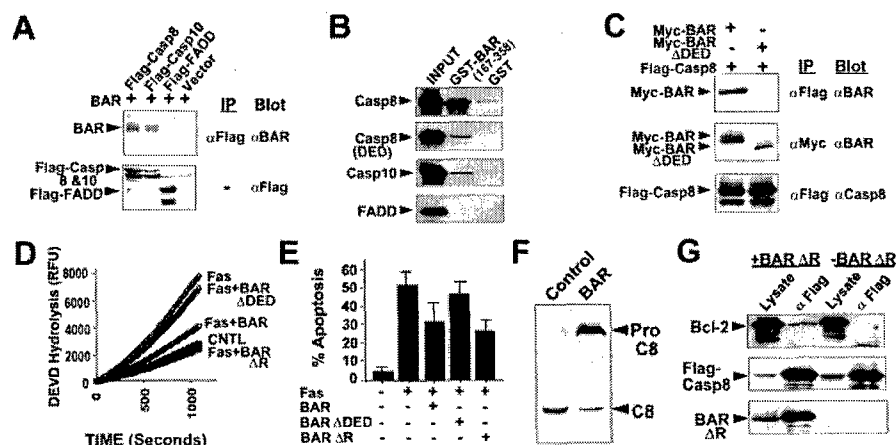 A
Flag-Casp8
Flag-Casp10
Flag-FADD
Vector
BAR + + + +
IP Blot
BAR
αFlag αBAR
Flag-Casp
8 &10
Flag-FADD
- αFlag
B
INPUT
GST-BAR
(167-358)
GST
Casp8
Casp8
(DED)
Casp10
FADD
C
Myc-BAR + -
Myc-BAR
ΔDED
- +
Flag-Casp8 + +
IP Blot
Myc-BAR
αFlag αBAR
Myc-BAR
Myc-BAR
ΔDED
αMyc αBAR
Flag-Casp8
αFlag αCasp8
D
DEVD Hydrolysis (RFU)
8000
6000
4000
2000
0
0 500 1000
TIME (Seconds)
Fas
Fas+BAR
ΔDED
Fas+BAR
CNTL
Fas+BAR
ΔR
E
% Apoptosis
60
50
40
30
20
10
0
Fas - + + + +
BAR - - + - -
BAR ΔDED - - - + -
BAR ΔR - - - - +
F
Control
BAR
Pro
C8
C8
G
+BAR ΔR -BAR ΔR
Lysate
α Flag
Lysate
α Flag
Bcl-2
Flag-
Casp8
BAR
ΔR